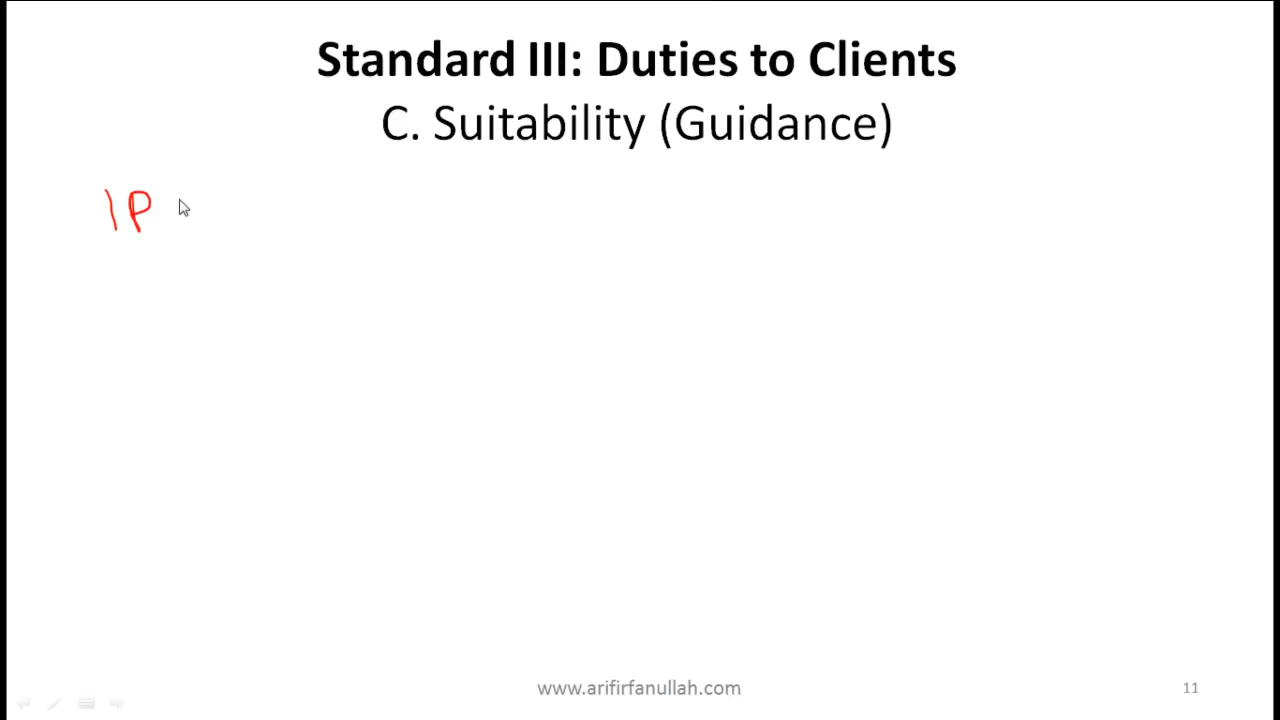 Standard III: Duties to Clients
C. Suitability (Guidance)
IP
www.arifirfanullah.com
11